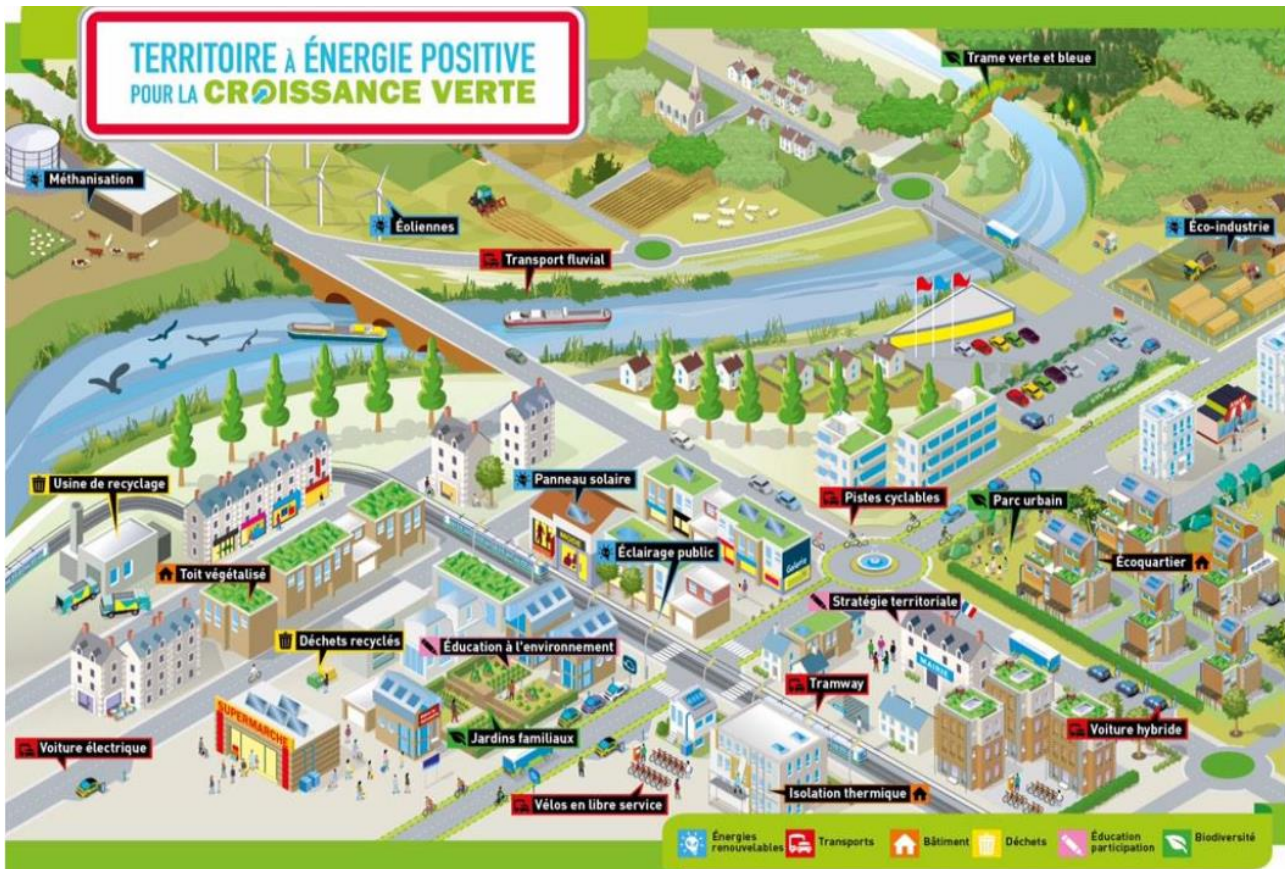 TERRITOIRE À ÉNERGIE POSITIVE
POUR LA CROISSANCE VERTE
Trame verte et bleue
Méthanisation
Éoliennes
Éco-industrie
Transport fluvial
Usine de recyclage
Panneau solaire
Pistes cyclables
Parc urbain
Éclairage public
Écoquartier
Toit végétalisé
Galerie
Stratégie territoriale
Déchets recyclés
Éducation à l'environnement
MAIRIE
Tramway
SUPERMARCHÉ
Jardins familiaux
Voiture hybride
Voiture électrique
Vélos en libre service
Isolation thermique
Énergies
renouvelables
Transports
Bâtiment
Déchets
Éducation
participation
Biodiversité